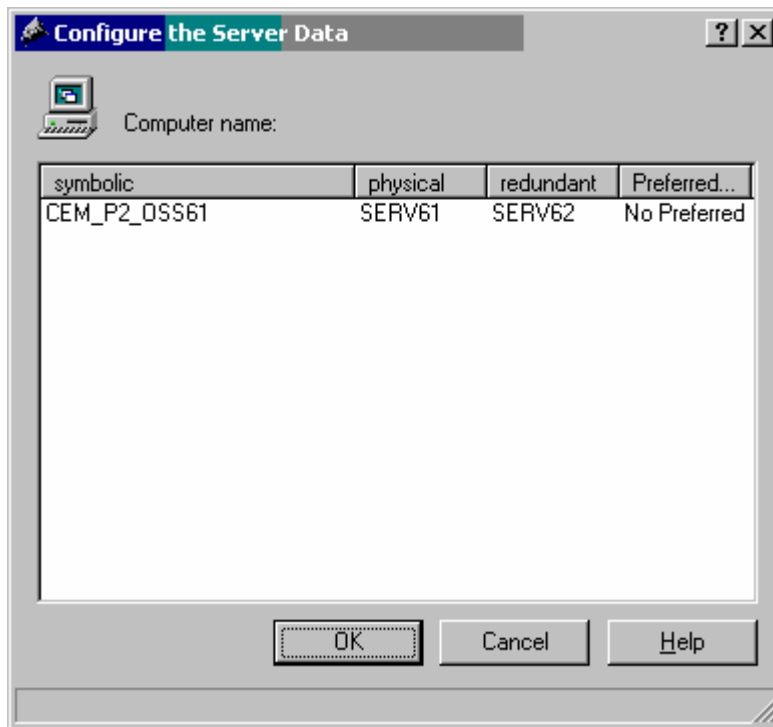 Configure the Server Data
Computer name:
symbolic physical redundant Preferred...
CEM_P2_OSS61 SERV61 SERV62 No Preferred
OK Cancel Help